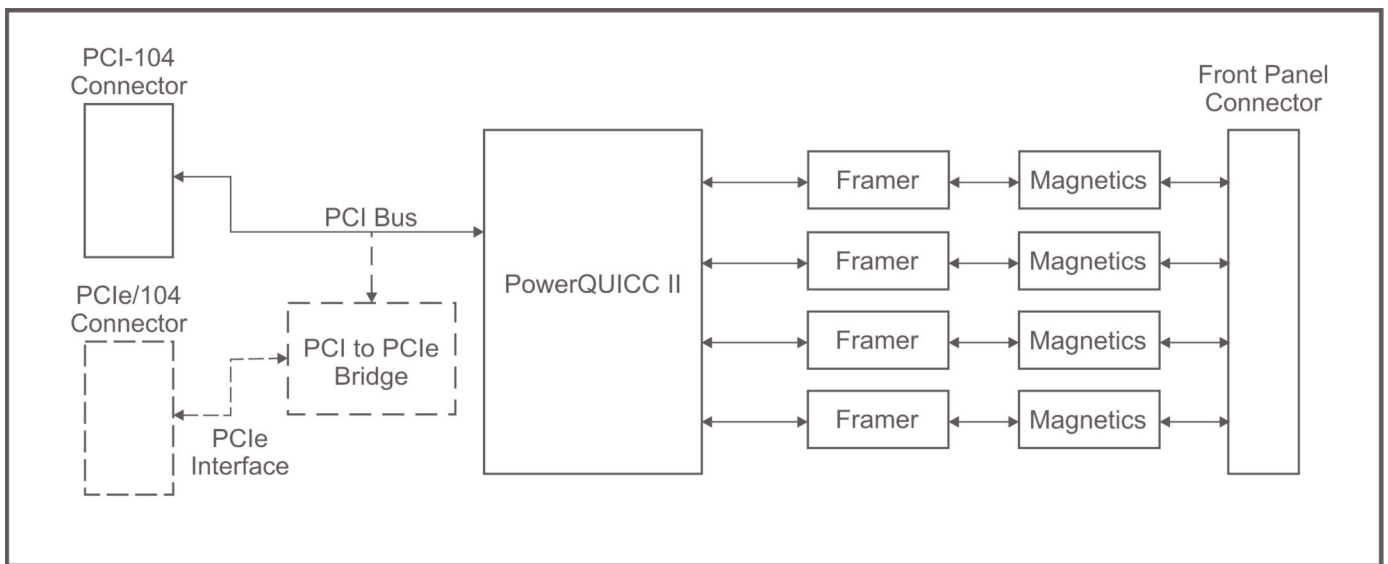 PCI-104
Connector
Front Panel
Connector
Framer
Magnetics
PCI Bus
Framer
Magnetics
PowerQUICC II
PCIe/104
Connector
Framer
Magnetics
PCI to PCIe
Bridge
Framer
Magnetics
PCIe
Interface